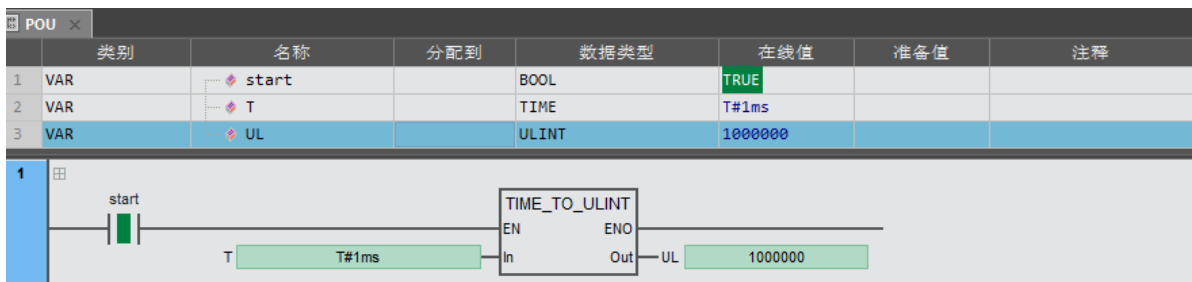 POU ×
类别 名称 分配到 数据类型 在线值 准备值 注释
1 VAR start BOOL TRUE
2 VAR T TIME T#1ms
3 VAR UL ULINT 1000000
1
start
TIME_TO_ULINT
EN ENO
T T#1ms In Out UL 1000000